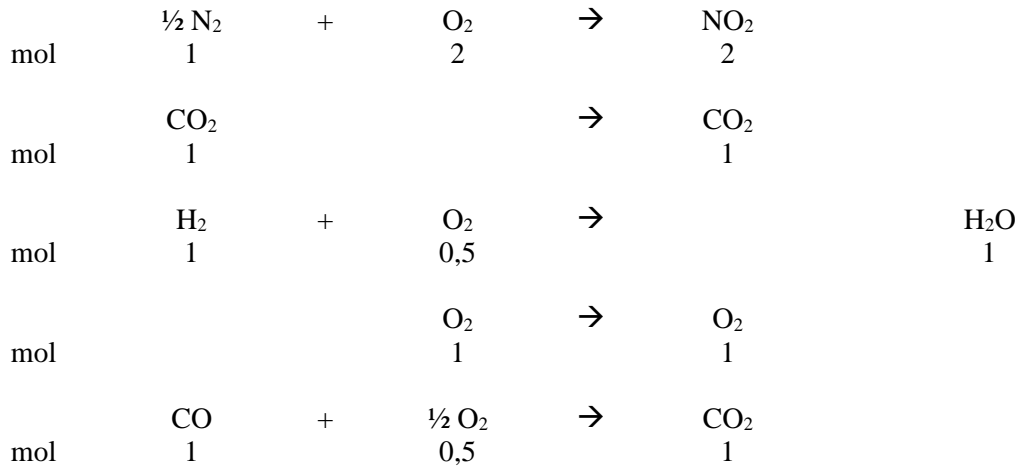 ½ N₂ + O₂ → NO₂
mol 1 2 2
CO₂ → CO₂
mol 1 1
H₂ + O₂ → H₂O
mol 1 0,5 1
O₂ → O₂
mol 1 1
CO + ½ O₂ → CO₂
mol 1 0,5 1